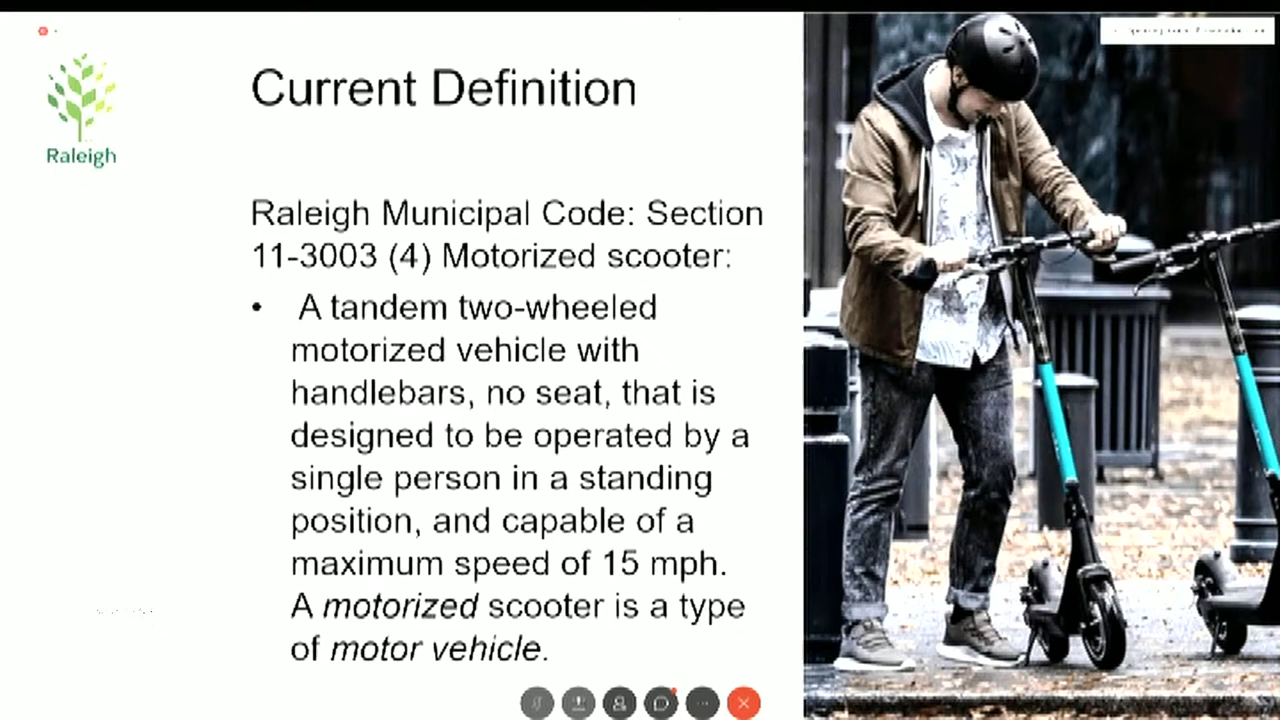 Raleigh
Current Definition
Raleigh Municipal Code: Section
11-3003 (4) Motorized scooter:
• A tandem two-wheeled
motorized vehicle with
handlebars, no seat, that is
designed to be operated by a
single person in a standing
position, and capable of a
maximum speed of 15 mph.
A motorized scooter is a type
of motor vehicle.